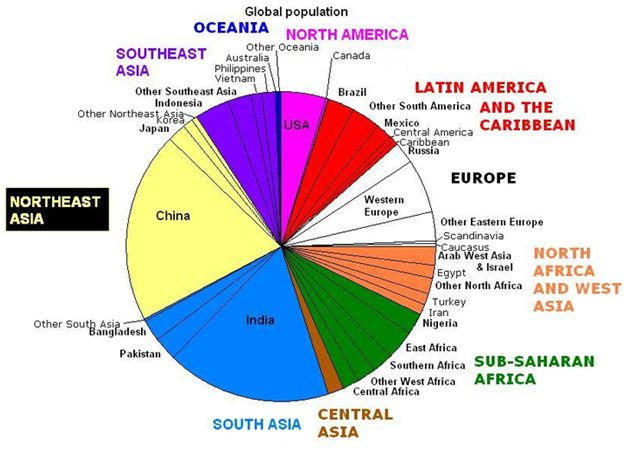 Global population
OCEANIA
NORTH AMERICA
Other Oceania
SOUTHEAST
ASIA
Australia
Canada
Philippines
Vietnam
Other Southeast Asia
Brazil
LATIN AMERICA
AND THE
CARIBBEAN
Indonesia
Other South America
Other Northeast Asia
Korea
Japan
USA
Mexico
Central America
Caribbean
Russia
EUROPE
NORTHEAST
ASIA
China
Western
Europe
Other Eastern Europe
Scandinavia
Caucasus
Arab West Asia
& Israel
NORTH
AFRICA
AND WEST
ASIA
Egypt
Other North Africa
Turkey
Iran
Nigeria
Other South Asia
Bangladesh
Pakistan
India
East Africa
Southern Africa
SUB-SAHARAN
AFRICA
Other West Africa
Central Africa
SOUTH ASIA
CENTRAL
ASIA